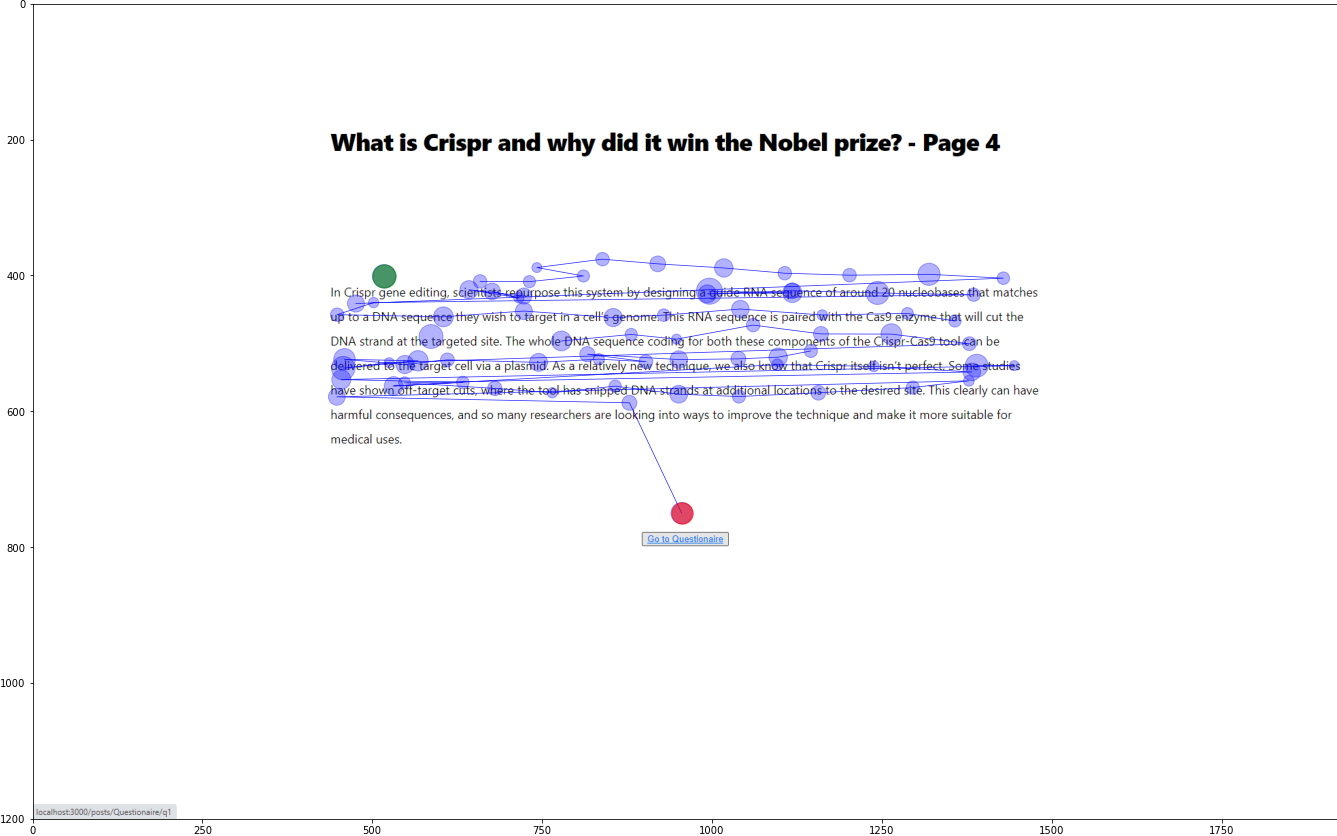 0
200
What is Crispr and why did it win the Nobel prize? - Page 4
400
In Crispr gene editing, scientists repurpose this system by designing a guide RNA sequence of around 20 nucleobases that matches
up to a DNA sequence they wish to target in a cell's genome. This RNA sequence is paired with the Cas9 enzyme that will cut the
DNA strand at the targeted site. The whole DNA sequence coding for both these components of the Crispr-Cas9 tool can be
delivered to the target cell via a plasmid. As a relatively new technique, we also know that Crispr itself isn't perfect. Some studies
have shown off-target cuts, where the tool has snipped DNA strands at additional locations to the desired site. This clearly can have
600
harmful consequences, and so many researchers are looking into ways to improve the technique and make it more suitable for
medical uses.
Go to Questionaire
800
1000
localhost:3000/posts/Questionaire/q1
1200
0 250 500 750 1000 1250 1500 1750